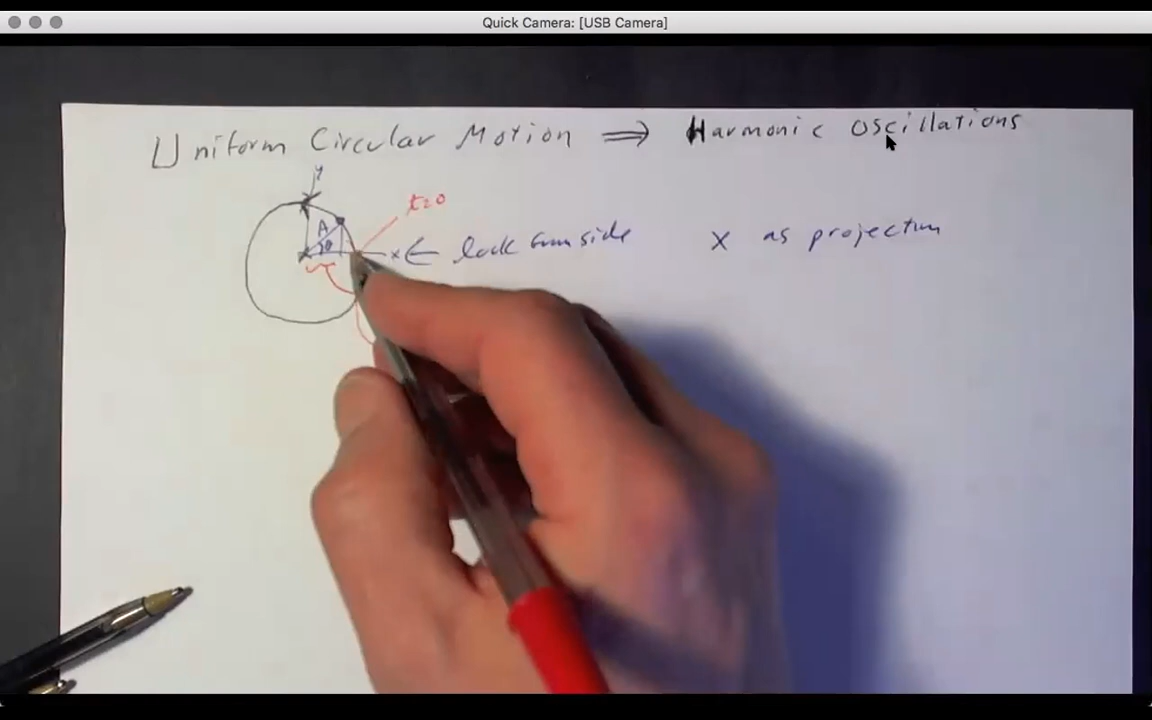 Quick Camera: [USB Camera]
Uniform Circular Motion ⇒ Harmonic Oscillations
y
t=0
A
θ
x ← look from side x as projection